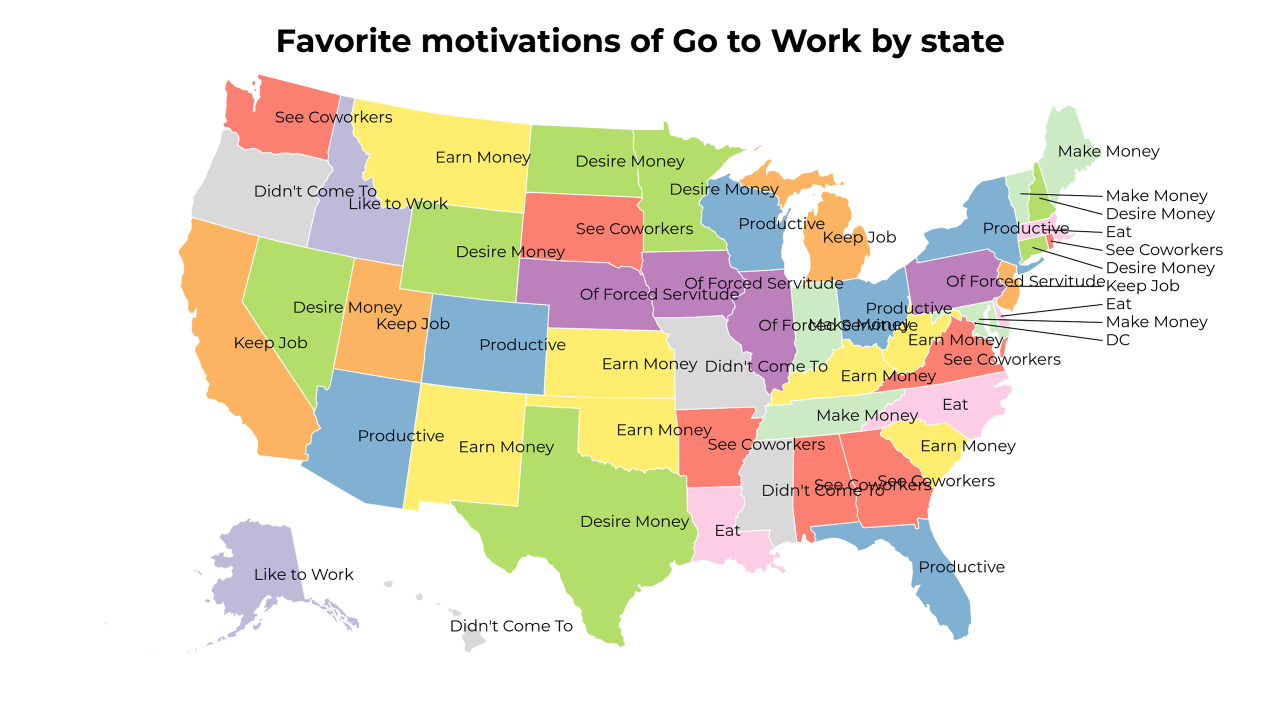 Favorite motivations of Go to Work by state
See Coworkers
Make Money
Earn Money
Desire Money
Didn't Come To
Desire Money
Like to Work
Make Money
Desire Money
Productive
See Coworkers
Productive
Eat
Keep Job
See Coworkers
Desire Money
Desire Money
Of Forced Servitude
Of Forced Servitude
Keep Job
Of Forced Servitude
Eat
Desire Money
Productive
Keep Job
Of Forced Servitude
Make Money
Make Money
Earn Money
DC
Keep Job
Productive
See Coworkers
Earn Money
Didn't Come To
Earn Money
Eat
Make Money
Productive
Earn Money
Earn Money
See Coworkers
Earn Money
See Coworkers
See Coworkers
Didn't Come To
Desire Money
Eat
Productive
Like to Work
Didn't Come To